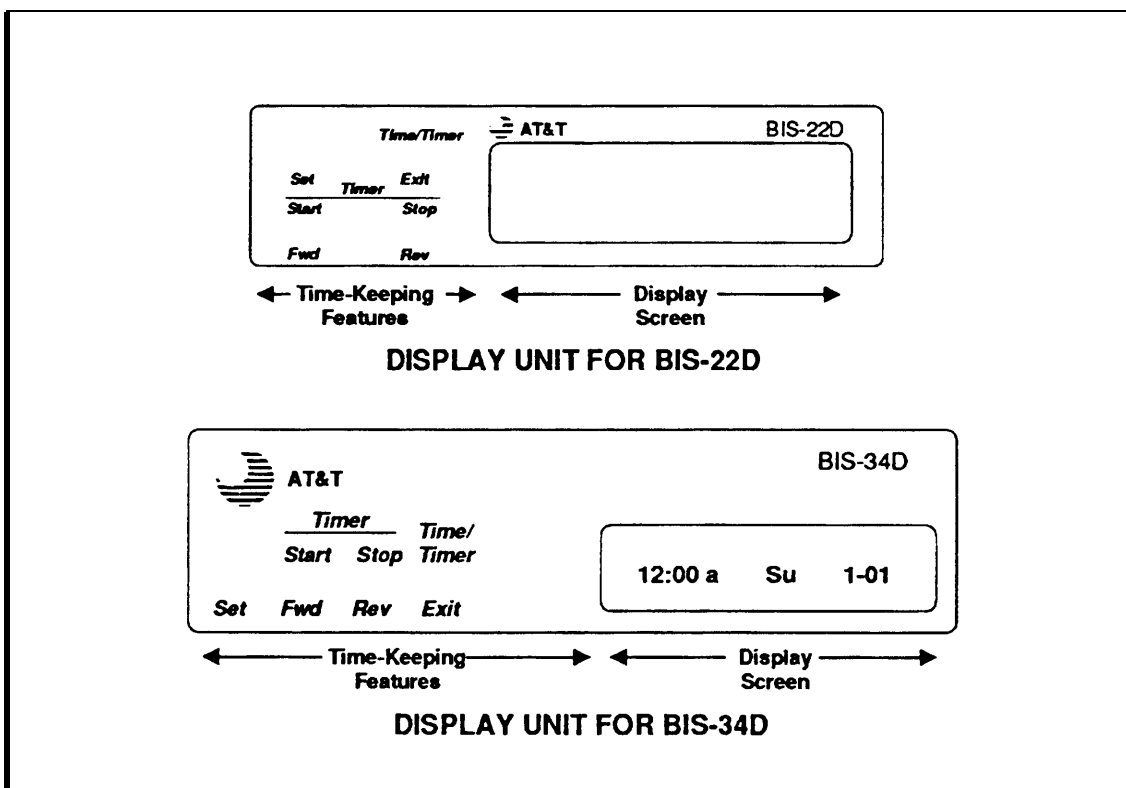 Time/Timer AT&T BIS-22D
Set Timer Exit
Start Stop
Fwd Rev
Time-Keeping Features
Display Screen
DISPLAY UNIT FOR BIS-22D
AT&T BIS-34D
Timer Time/
Start Stop Timer
12:00 a Su 1-01
Set Fwd Rev Exit
Time-Keeping Features
Display Screen
DISPLAY UNIT FOR BIS-34D